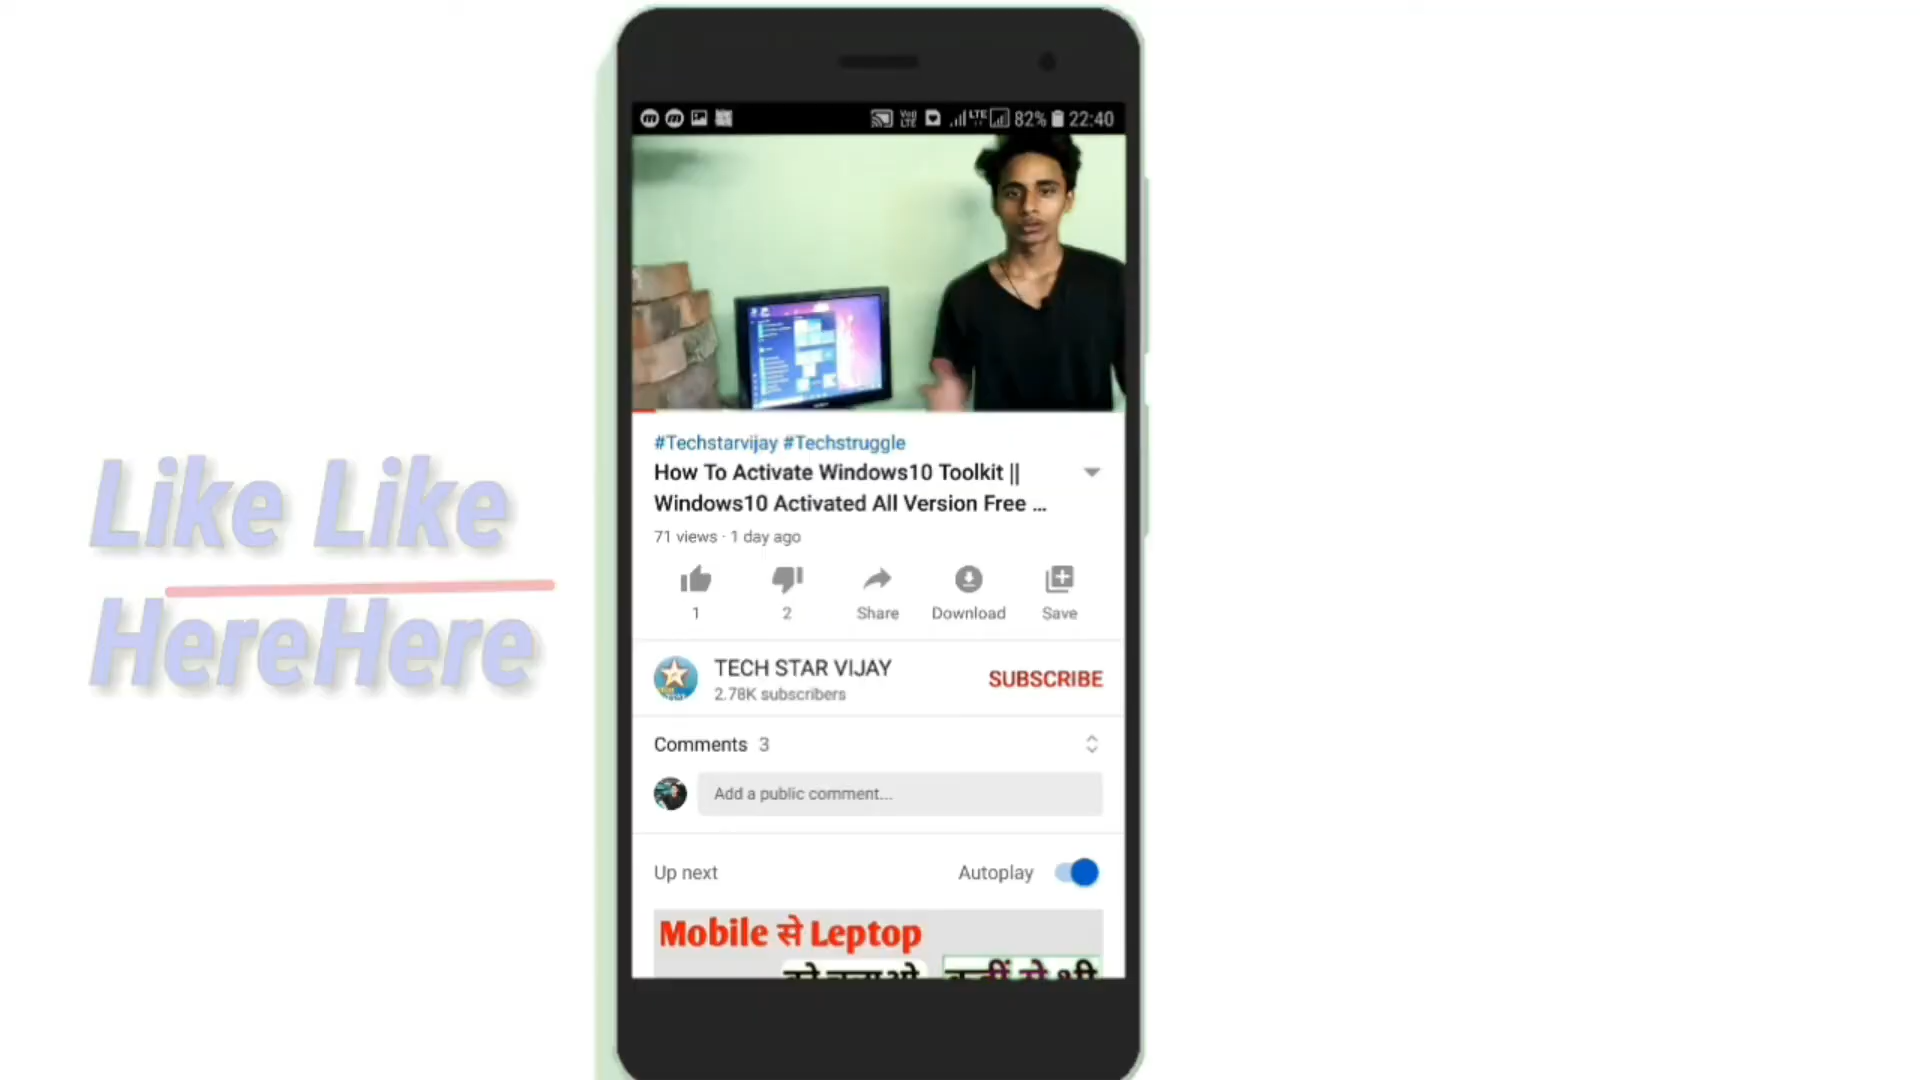 Like Like
HereHere
82% 22:40
#Techstarvijay #Techstruggle
How To Activate Windows10 Toolkit ||
Windows10 Activated All Version Free ...
71 views · 1 day ago
1
2
Share
Download
Save
TECH STAR VIJAY
2.78K subscribers
SUBSCRIBE
Comments 3
Add a public comment...
Up next
Autoplay
Mobile से Leptop